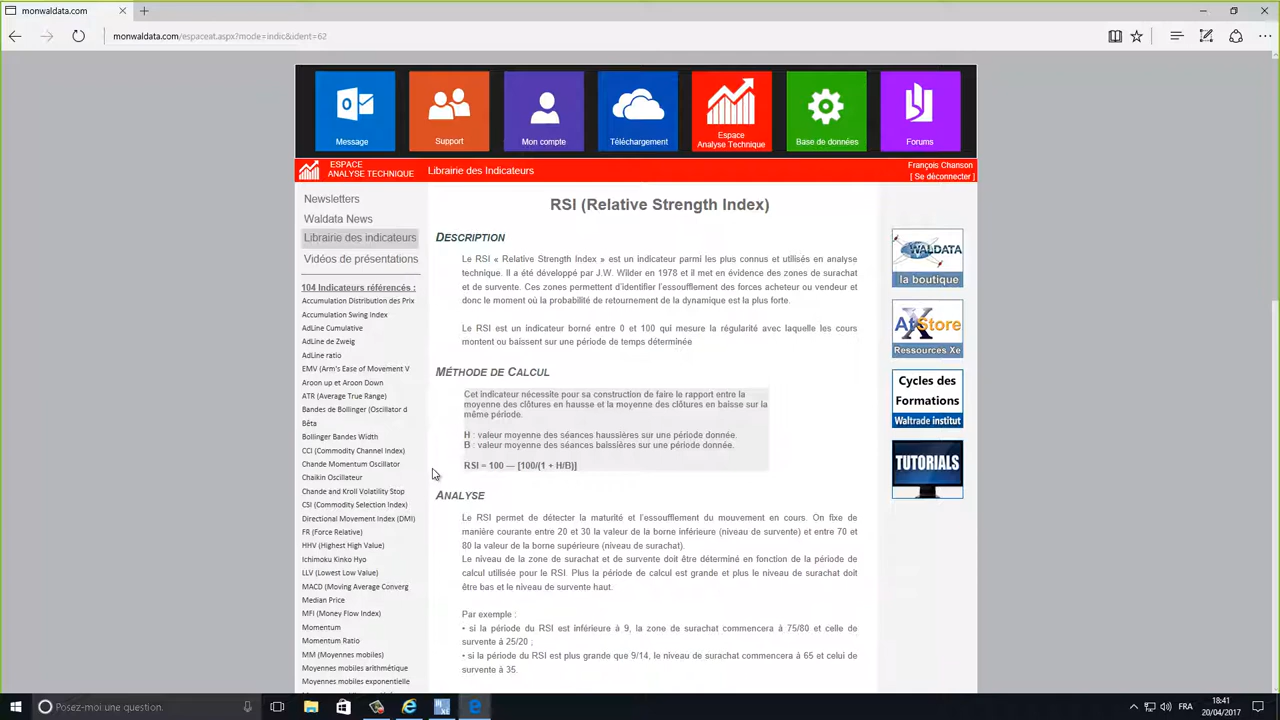 monwaldata.com
monwaldata.com/espaceat.aspx?mode=indic&ident=62
Message
Support
Mon compte
Téléchargement
Espace
Analyse Technique
Base de données
Forums
ESPACE
ANALYSE TECHNIQUE
Librairie des Indicateurs
François Chanson
[ Se déconnecter ]
Newsletters
Waldata News
Librairie des indicateurs
Vidéos de présentations
104 Indicateurs référencés :
Accumulation Distribution des Prix
Accumulation Swing Index
AdLine Cumulative
AdLine de Zweig
AdLine ratio
EMV (Arm's Ease of Movement V
Aroon up et Aroon Down
ATR (Average True Range)
Bandes de Bollinger (Oscillator d
Bêta
Bollinger Bandes Width
CCI (Commodity Channel Index)
Chande Momentum Oscillator
Chaikin Oscillateur
Chande and Kroll Volatility Stop
CSI (Commodity Selection Index)
Directional Movement Index (DMI)
FR (Force Relative)
HHV (Highest High Value)
Ichimoku Kinko Hyo
LLV (Lowest Low Value)
MACD (Moving Average Converg
Median Price
MFI (Money Flow Index)
Momentum
Momentum Ratio
MM (Moyennes mobiles)
Moyennes mobiles arithmétique
Moyennes mobiles exponentielle
RSI (Relative Strength Index)
DESCRIPTION
Le RSI « Relative Strength Index » est un indicateur parmi les plus connus et utilisés en analyse
technique. Il a été développé par J.W. Wilder en 1978 et il met en évidence des zones de surachat
et de survente. Ces zones permettent d'identifier l'essoufflement des forces acheteur ou vendeur et
donc le moment où la probabilité de retournement de la dynamique est la plus forte.
Le RSI est un indicateur borné entre 0 et 100 qui mesure la régularité avec laquelle les cours
montent ou baissent sur une période de temps déterminée
MÉTHODE DE CALCUL
Cet indicateur nécessite pour sa construction de faire le rapport entre la
moyenne des clôtures en hausse et la moyenne des clôtures en baisse sur la
même période.
H : valeur moyenne des séances haussières sur une période donnée.
B : valeur moyenne des séances baissières sur une période donnée.
RSI = 100 — [100/(1 + H/B)]
ANALYSE
Le RSI permet de détecter la maturité et l'essoufflement du mouvement en cours. On fixe de
manière courante entre 20 et 30 la valeur de la borne inférieure (niveau de survente) et entre 70 et
80 la valeur de la borne supérieure (niveau de surachat).
Le niveau de la zone de surachat et de survente doit être déterminé en fonction de la période de
calcul utilisée pour le RSI. Plus la période de calcul est grande et plus le niveau de surachat doit
être bas et le niveau de survente haut.
Par exemple :
• si la période du RSI est inférieure à 9, la zone de surachat commencera à 75/80 et celle de
survente à 25/20 ;
• si la période du RSI est plus grande que 9/14, le niveau de surachat commencera à 65 et celui de
survente à 35.
WALDATA
la boutique
AtStore
Ressources Xe
Cycles des
Formations
Waltrade institut
TUTORIALS
Posez-moi une question.
FRA
18:41
20/04/2017